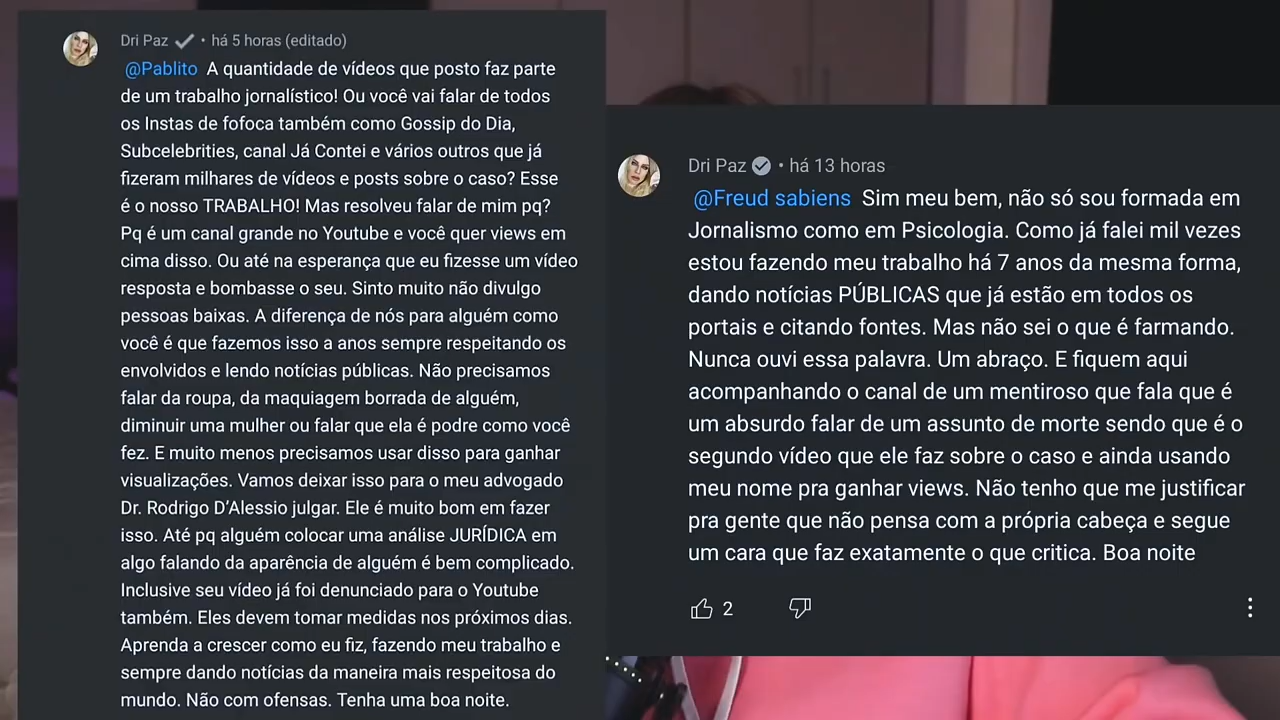 Dri Paz • há 5 horas (editado)
@Pablito A quantidade de vídeos que posto faz parte
de um trabalho jornalístico! Ou você vai falar de todos
os Instas de fofoca também como Gossip do Dia,
Subcelebrities, canal Já Contei e vários outros que já
fizeram milhares de vídeos e posts sobre o caso? Esse
é o nosso TRABALHO! Mas resolveu falar de mim pq?
Pq é um canal grande no Youtube e você quer views em
cima disso. Ou até na esperança que eu fizesse um vídeo
resposta e bombasse o seu. Sinto muito não divulgo
pessoas baixas. A diferença de nós para alguém como
você é que fazemos isso a anos sempre respeitando os
envolvidos e lendo notícias públicas. Não precisamos
falar da roupa, da maquiagem borrada de alguém,
diminuir uma mulher ou falar que ela é podre como você
fez. E muito menos precisamos usar disso para ganhar
visualizações. Vamos deixar isso para o meu advogado
Dr. Rodrigo D'Alessio julgar. Ele é muito bom em fazer
isso. Até pq alguém colocar uma análise JURÍDICA em
algo falando da aparência de alguém é bem complicado.
Inclusive seu vídeo já foi denunciado para o Youtube
também. Eles devem tomar medidas nos próximos dias.
Aprenda a crescer como eu fiz, fazendo meu trabalho e
sempre dando notícias da maneira mais respeitosa do
mundo. Não com ofensas. Tenha uma boa noite.
Dri Paz • há 13 horas
@Freud sabiens Sim meu bem, não só sou formada em
Jornalismo como em Psicologia. Como já falei mil vezes
estou fazendo meu trabalho há 7 anos da mesma forma,
dando notícias PÚBLICAS que já estão em todos os
portais e citando fontes. Mas não sei o que é farmando.
Nunca ouvi essa palavra. Um abraço. E fiquem aqui
acompanhando o canal de um mentiroso que fala que é
um absurdo falar de um assunto de morte sendo que é o
segundo vídeo que ele faz sobre o caso e ainda usando
meu nome pra ganhar views. Não tenho que me justificar
pra gente que não pensa com a própria cabeça e segue
um cara que faz exatamente o que critica. Boa noite
2